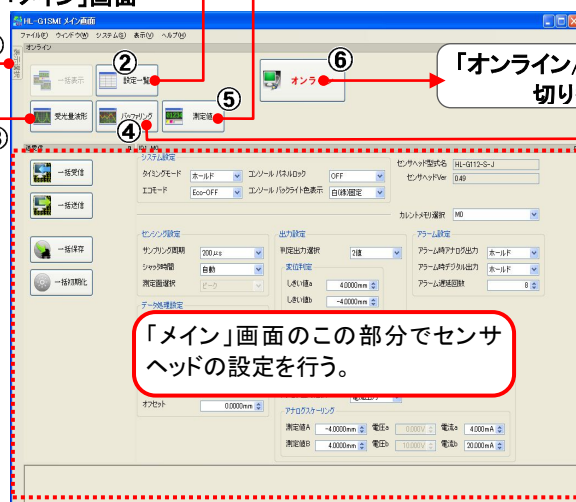 「メイン」画面
HL-G1SMI メイン画面
ファイル(F) ウィンドウ(W) システム(S) 表示(V) ヘルプ(H)
オンライン
一括表示
②
設定一覧
⑥
オンラ
「オンライン/
切り
受光量波形
バッファリング
④
測定値
⑤
③
システム設定
タイミングモード ホールド コンソール パネルロック OFF
センサヘッド型式名 HL-G112-S-J
エコモード Eco-OFF コンソール バックライト色表示 白(緑)固定
センサヘッドVer 0.49
一括受信
一括送信
一括保存
一括初期化
カレントメモリ選択 M0
センシング設定
サンプリング周期 200μs
シャッタ時間 自動
測定面選択 ピーク
データ処理設定
出力設定
判定出力選択 2値
変位判定
しきい値a 4.0000mm
しきい値b -4.0000mm
アラーム設定
アラーム時アナログ出力 ホールド
アラーム時デジタル出力 ホールド
アラーム遅延回数 8
「メイン」画面のこの部分でセンサ
ヘッドの設定を行う。
オフセット 0.0000mm
アナログスケーリング
測定値A -4.0000mm 電圧a 0.000V 電流a 4.000mA
測定値B 4.0000mm 電圧b 10.000V 電流b 20.000mA